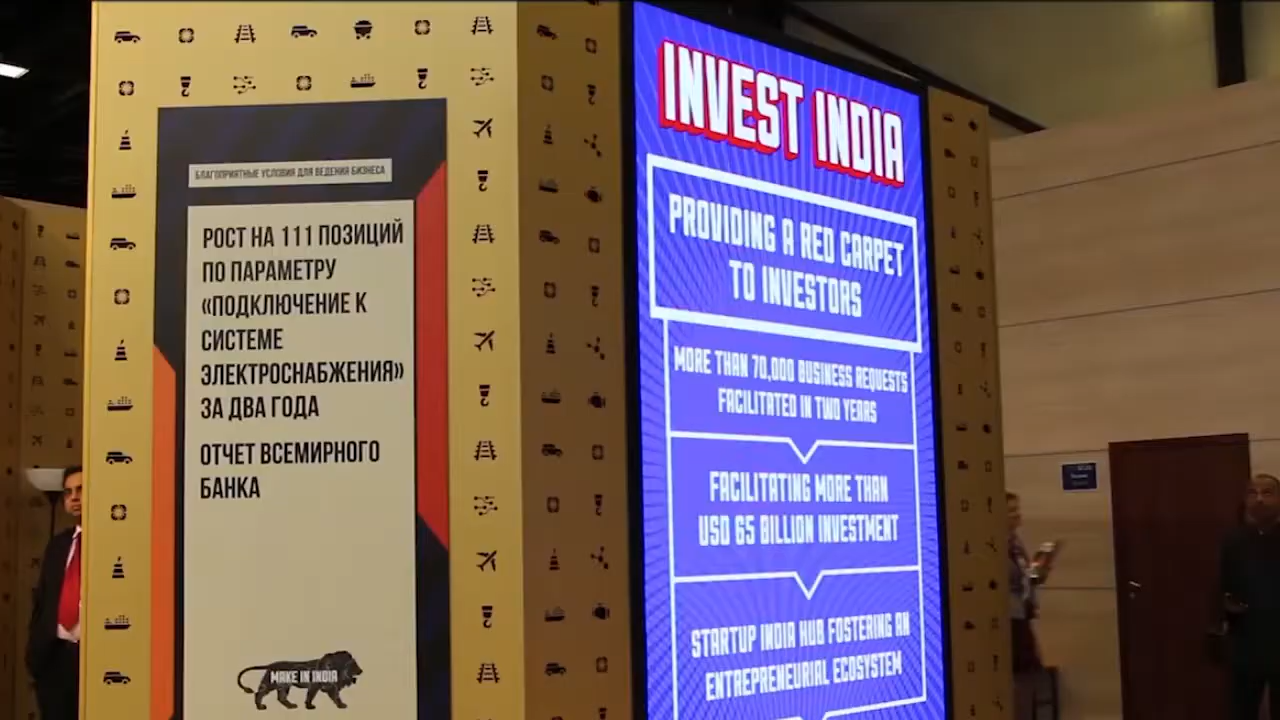 БЛАГОПРИЯТНЫЕ УСЛОВИЯ ДЛЯ ВЕДЕНИЯ БИЗНЕСА
РОСТ НА 111 ПОЗИЦИЙ
ПО ПАРАМЕТРУ
«ПОДКЛЮЧЕНИЕ К
СИСТЕМЕ
ЭЛЕКТРОСНАБЖЕНИЯ»
ЗА ДВА ГОДА
ОТЧЕТ ВСЕМИРНОГО
БАНКА
MAKE IN INDIA
INVEST INDIA
PROVIDING A RED CARPET
TO INVESTORS
MORE THAN 70,000 BUSINESS REQUESTS
FACILITATED IN TWO YEARS
FACILITATING MORE THAN
USD 65 BILLION INVESTMENT
STARTUP INDIA HUB FOSTERING AN
ENTREPRENEURIAL ECOSYSTEM